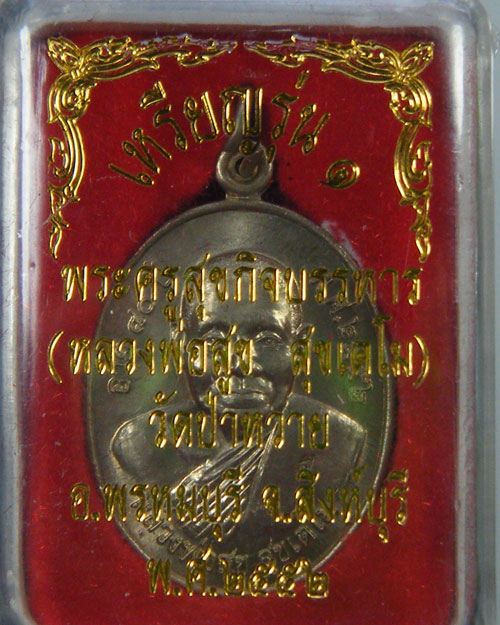 เหรียญรุ่น ๑
พระครูสุขกิจบรรหาร
(หลวงพ่อสุข สุขเตโม)
วัดป่าหวาย
อ.พรหมบุรี จ.สิงห์บุรี
พ.ศ.๒๕๕๒